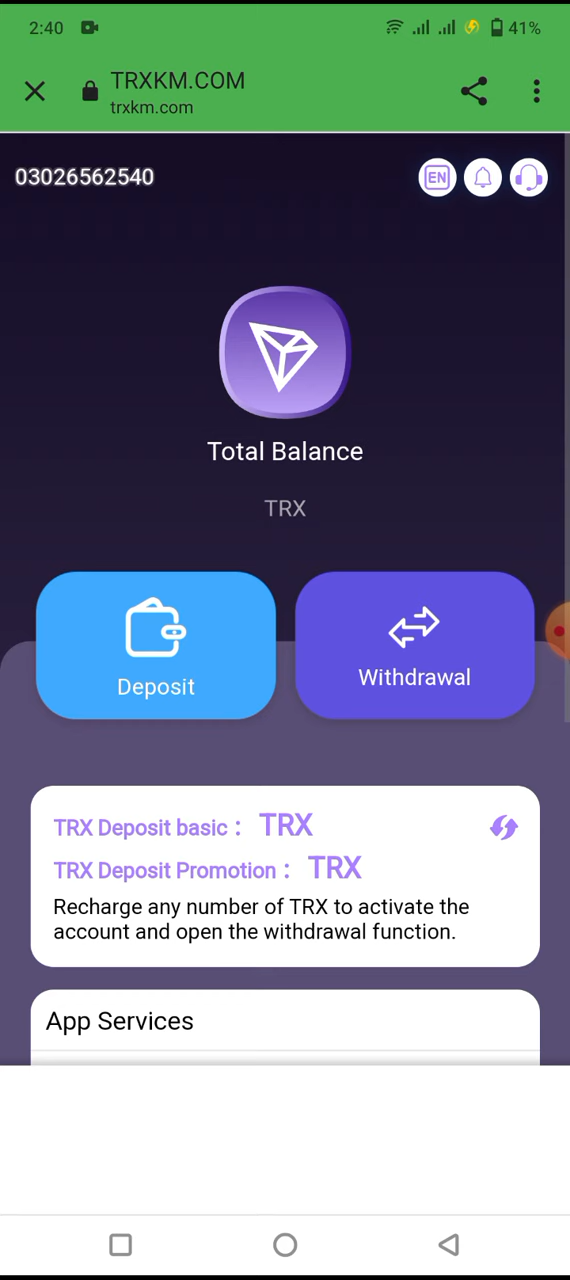 2:40 41%
TRXKM.COM
trxkm.com
03026562540
EN
Total Balance
TRX
Deposit
Withdrawal
TRX Deposit basic： TRX
TRX Deposit Promotion： TRX
Recharge any number of TRX to activate the
account and open the withdrawal function.
App Services